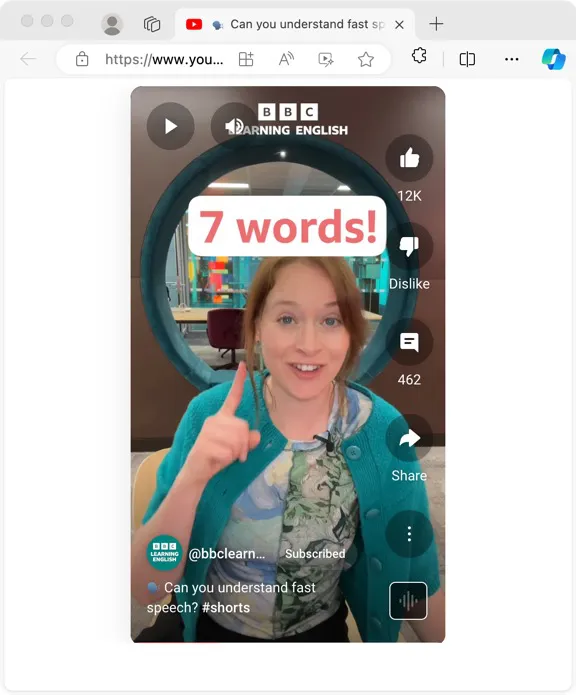 Can you understand fast sp
https://www.you...
BBC
LEARNING ENGLISH
7 words!
12K
Dislike
462
Share
BBC
LEARNING
ENGLISH
@bbclearn... Subscribed
🗣️ Can you understand fast
speech? #shorts